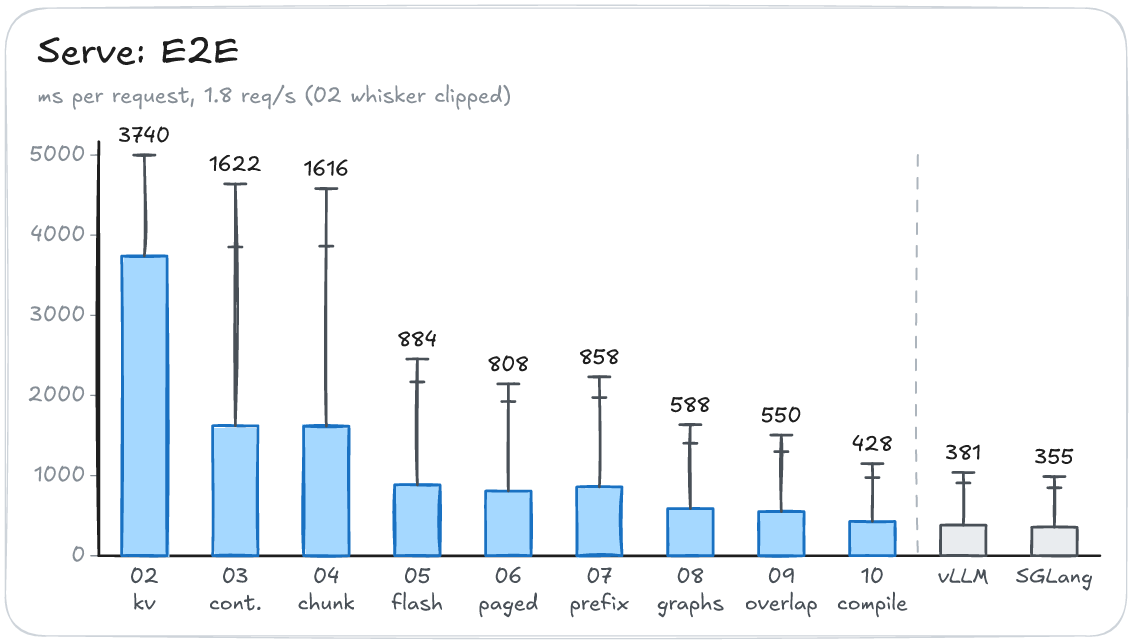 Serve: E2E
ms per request, 1.8 req/s (02 whisker clipped)
3740
1622
1616
884
808
858
588
550
428
381
355
5000
4000
3000
2000
1000
0
02 kv
03 cont.
04 chunk
05 flash
06 paged
07 prefix
08 graphs
09 overlap
10 compile
vLLM
SGLang